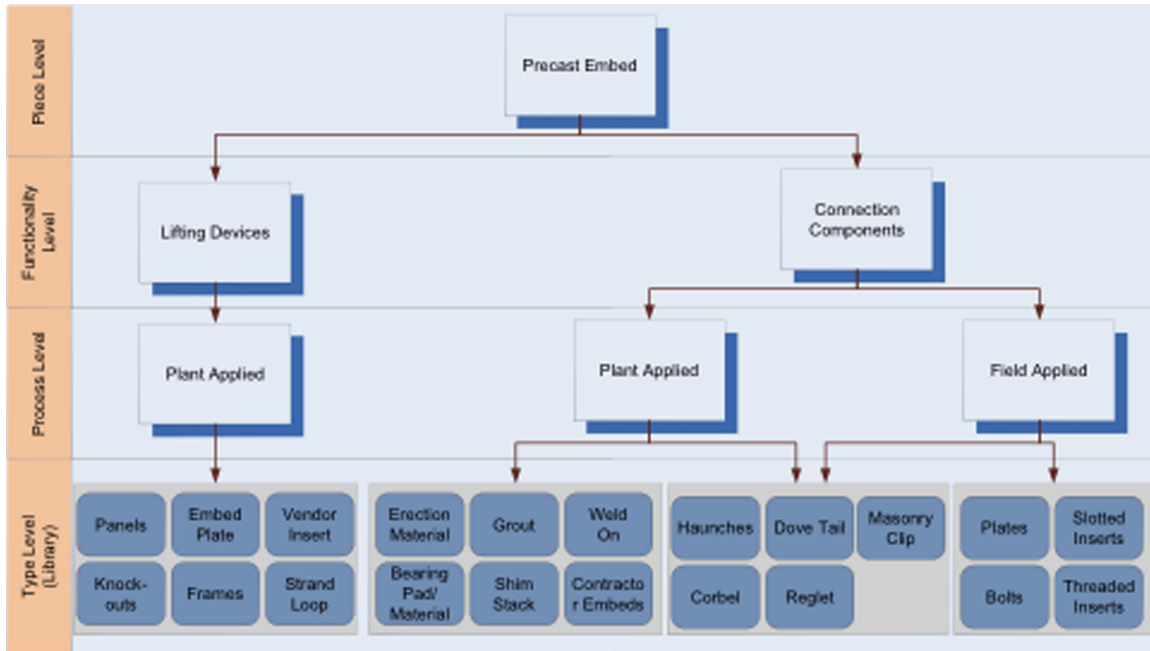 Piece Level
Precast Embed
Functionality
Level
Lifting Devices
Connection
Components
Process Level
Plant Applied
Plant Applied
Field Applied
Type Level
(Library)
Panels
Embed
Plate
Vendor
Insert
Knock-
outs
Frames
Strand
Loop
Erection
Material
Grout
Weld
On
Bearing
Pad/
Material
Shim
Stack
Contracto
r Embeds
Haunches
Dove Tail
Masonry
Clip
Corbel
Reglet
Plates
Slotted
Inserts
Bolts
Threaded
Inserts